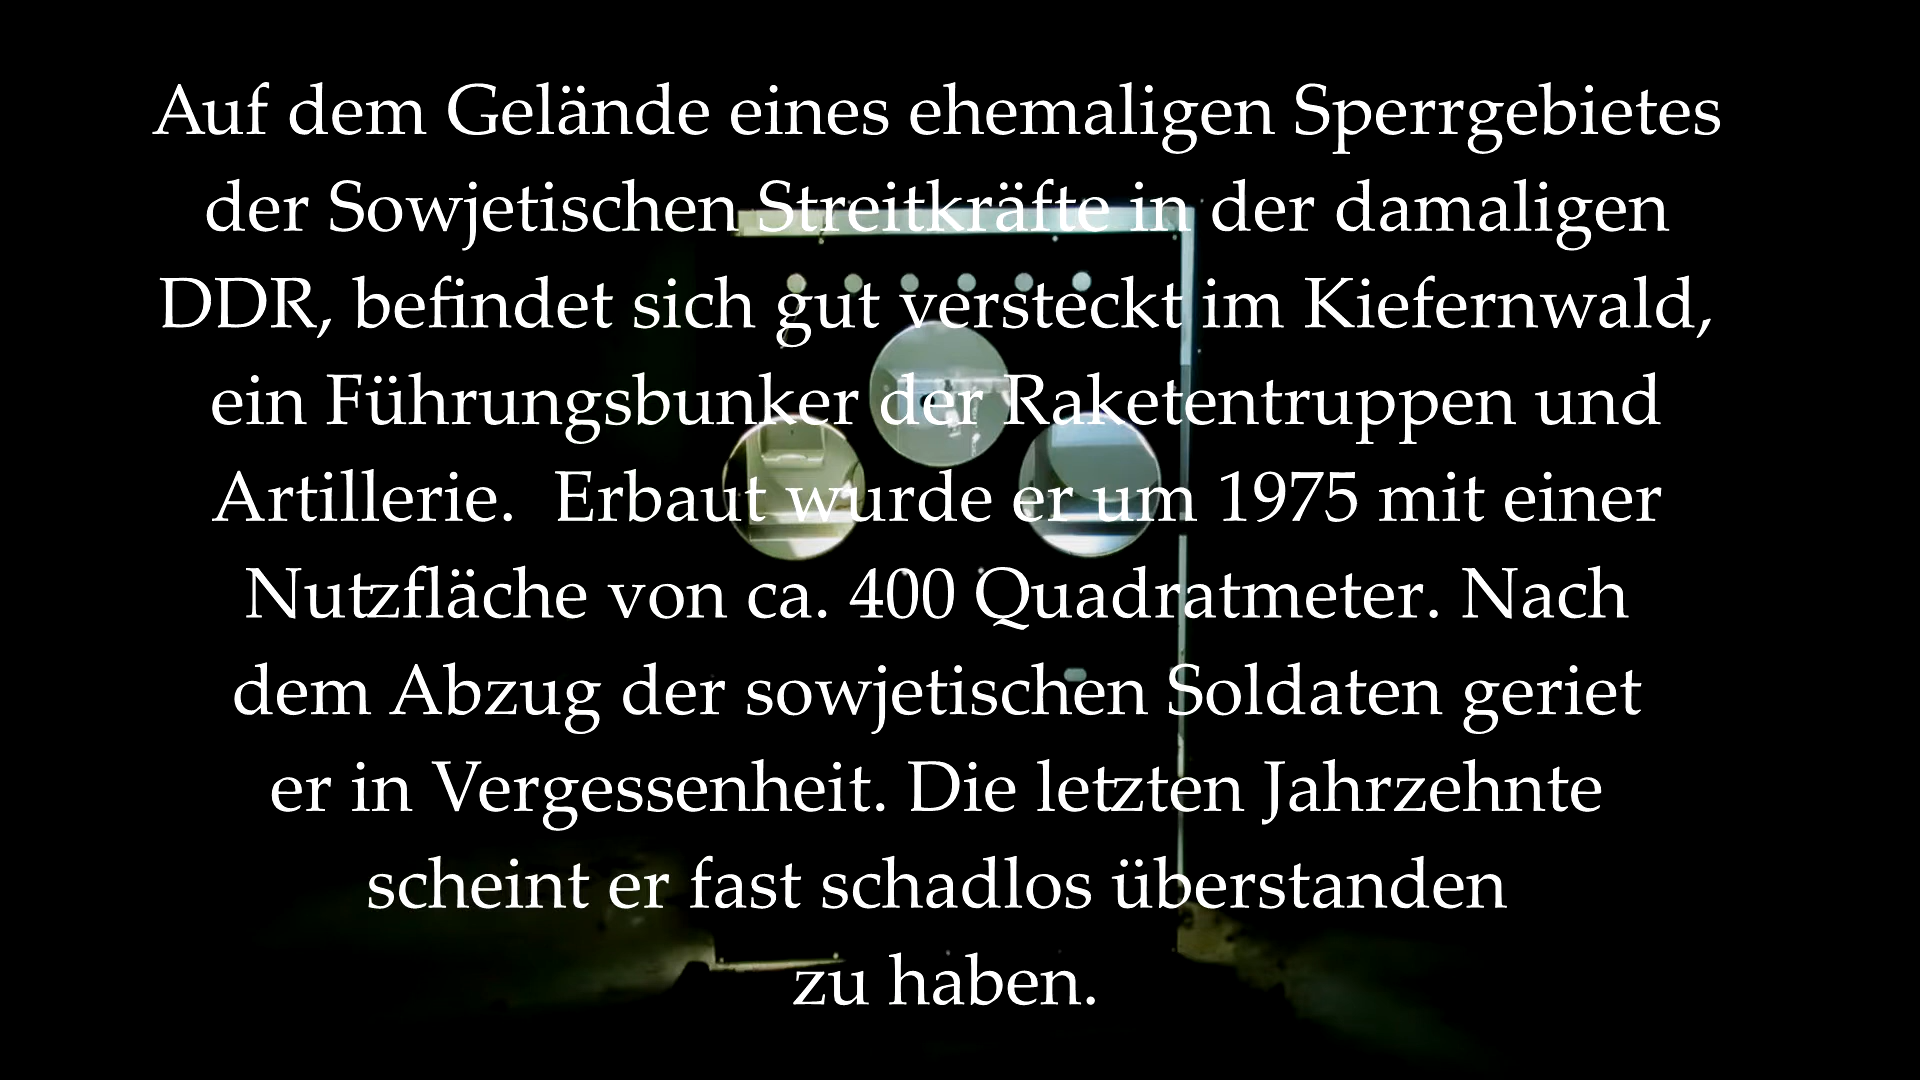 Auf dem Gelände eines ehemaligen Sperrgebietes
der Sowjetischen Streitkräfte in der damaligen
DDR, befindet sich gut versteckt im Kiefernwald,
ein Führungsbunker der Raketentruppen und
Artillerie.  Erbaut wurde er um 1975 mit einer
Nutzfläche von ca. 400 Quadratmeter. Nach
dem Abzug der sowjetischen Soldaten geriet
er in Vergessenheit. Die letzten Jahrzehnte
scheint er fast schadlos überstanden
zu haben.